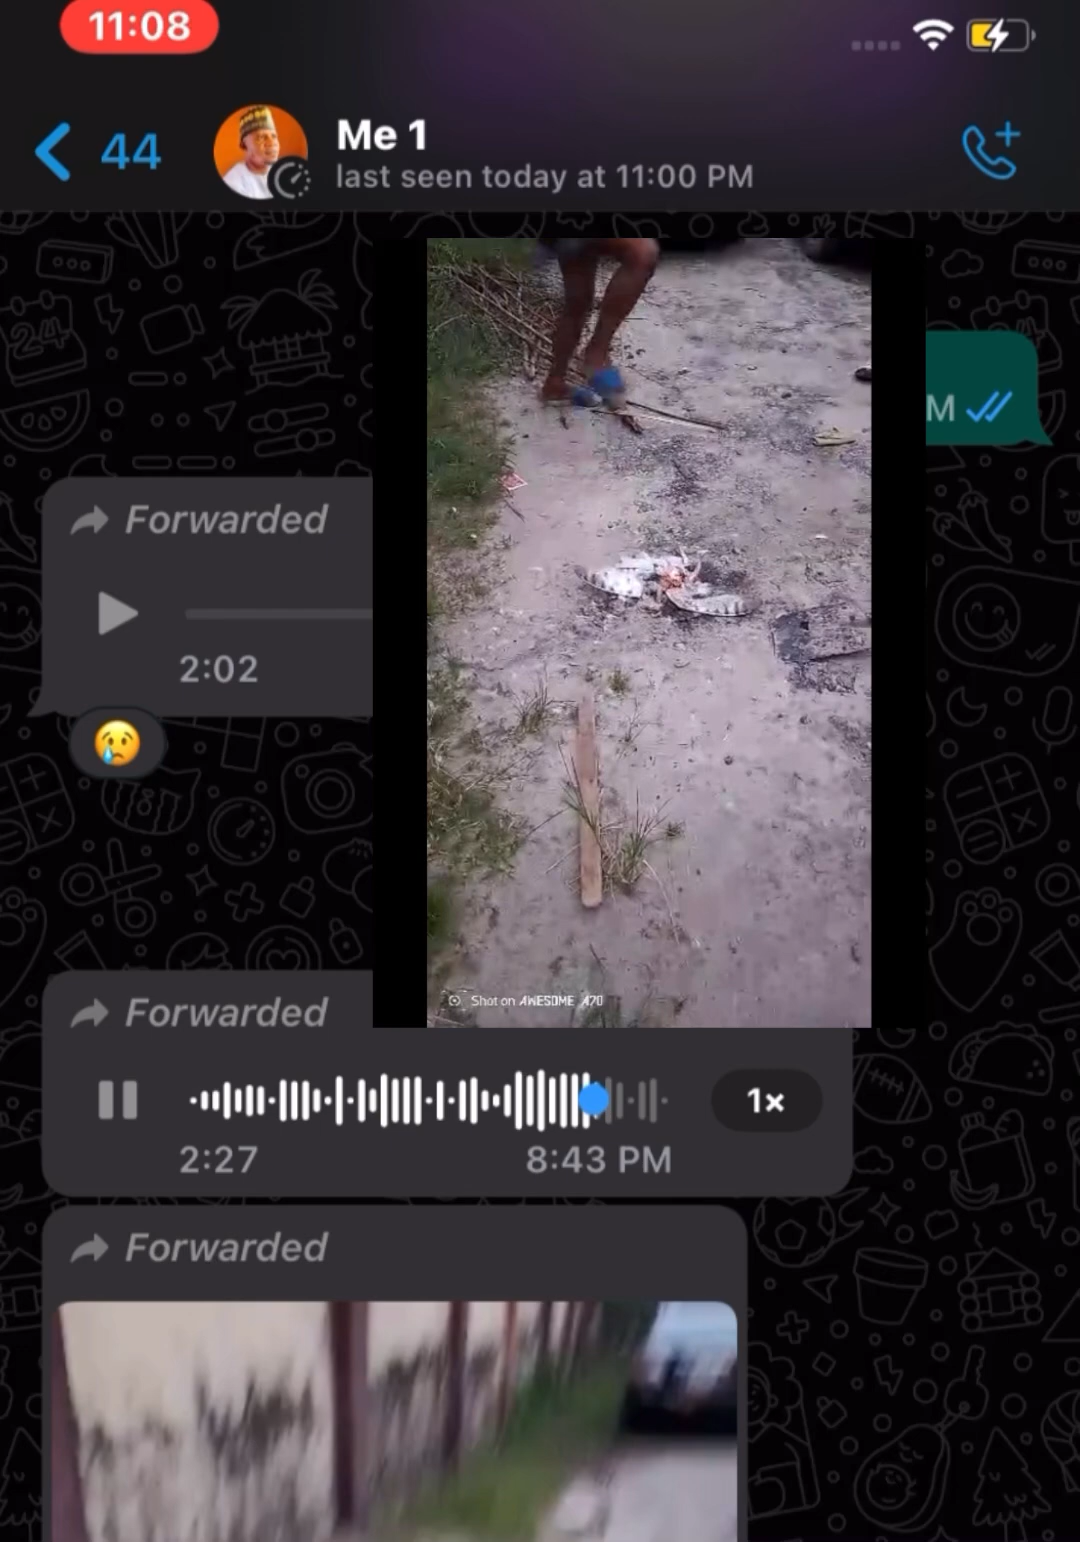 11:08
44
Me 1
last seen today at 11:00 PM
M
Forwarded
2:02
Shot on AWESOME A70
Forwarded
1x
2:27
8:43 PM
Forwarded